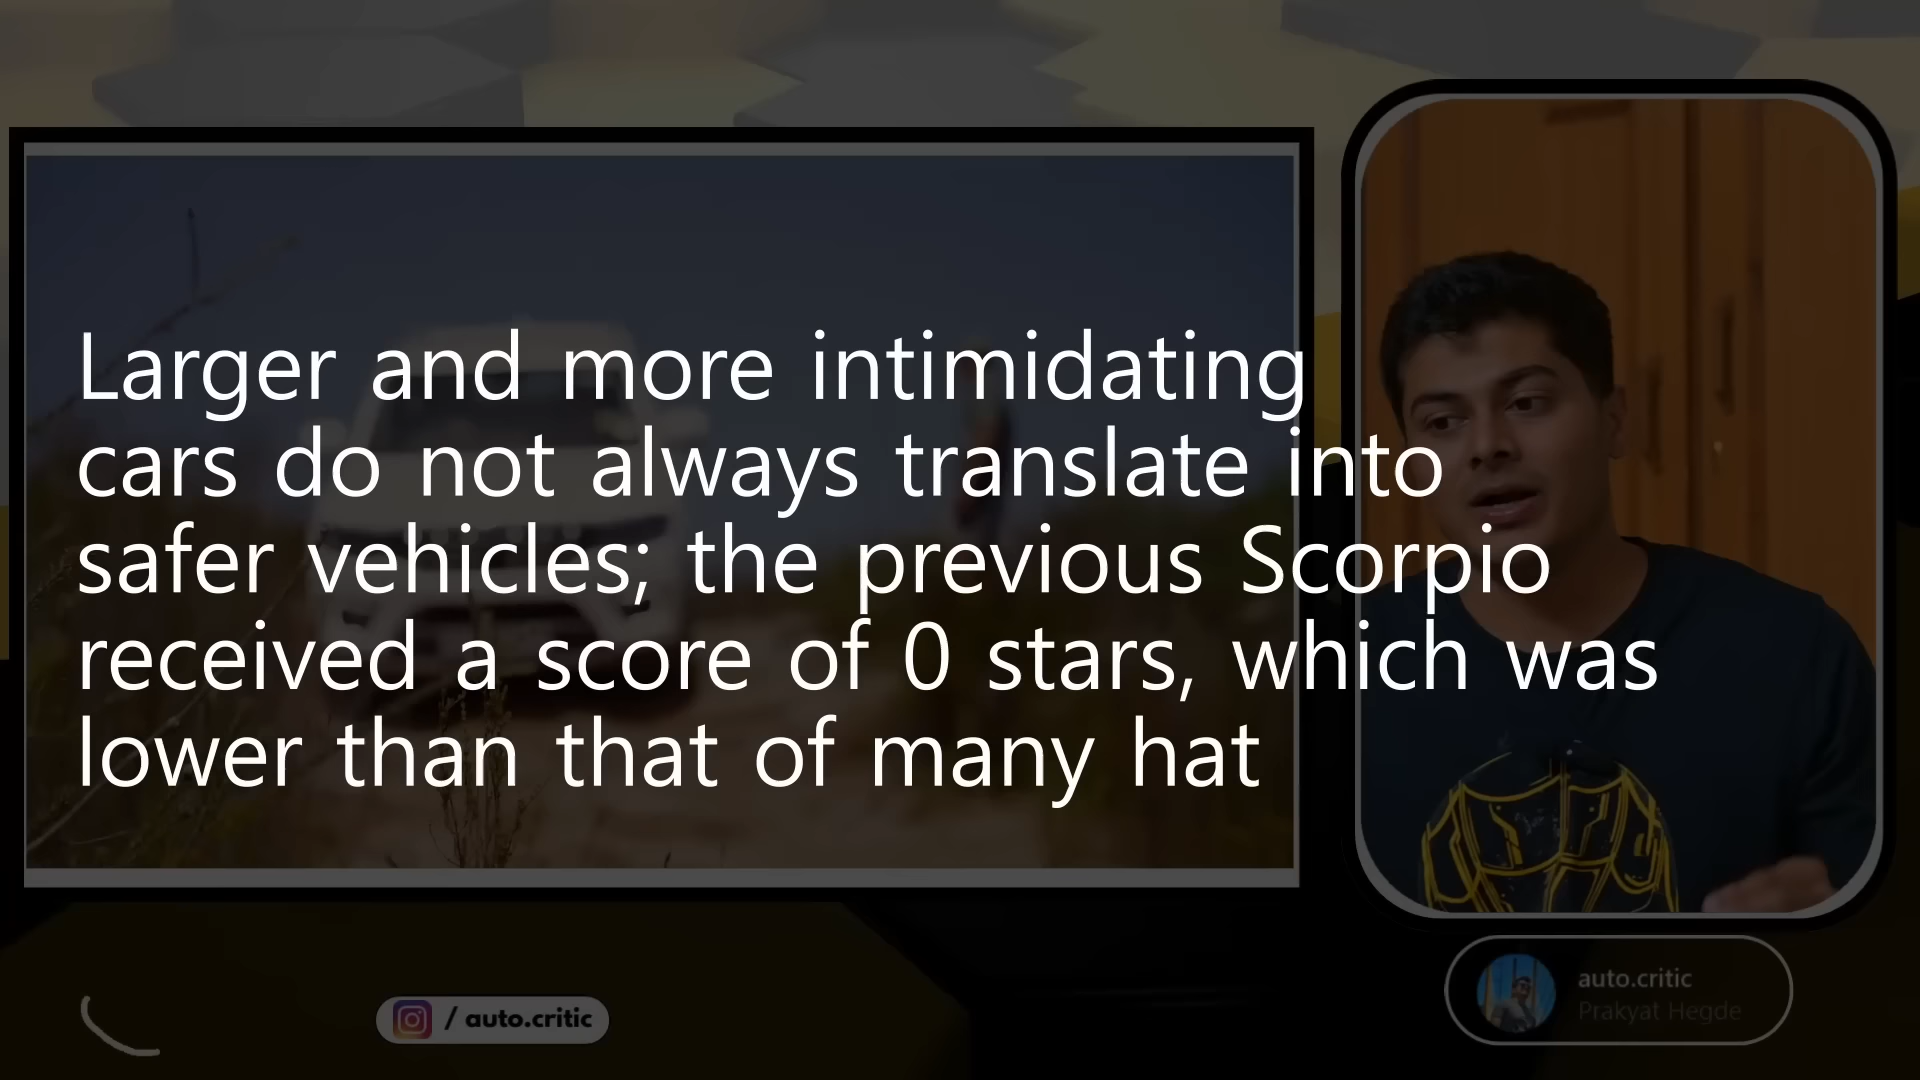 Larger and more intimidating
cars do not always translate into
safer vehicles; the previous Scorpio
received a score of 0 stars, which was
lower than that of many hat
/ auto.critic
auto.critic
Prakyat Hegde